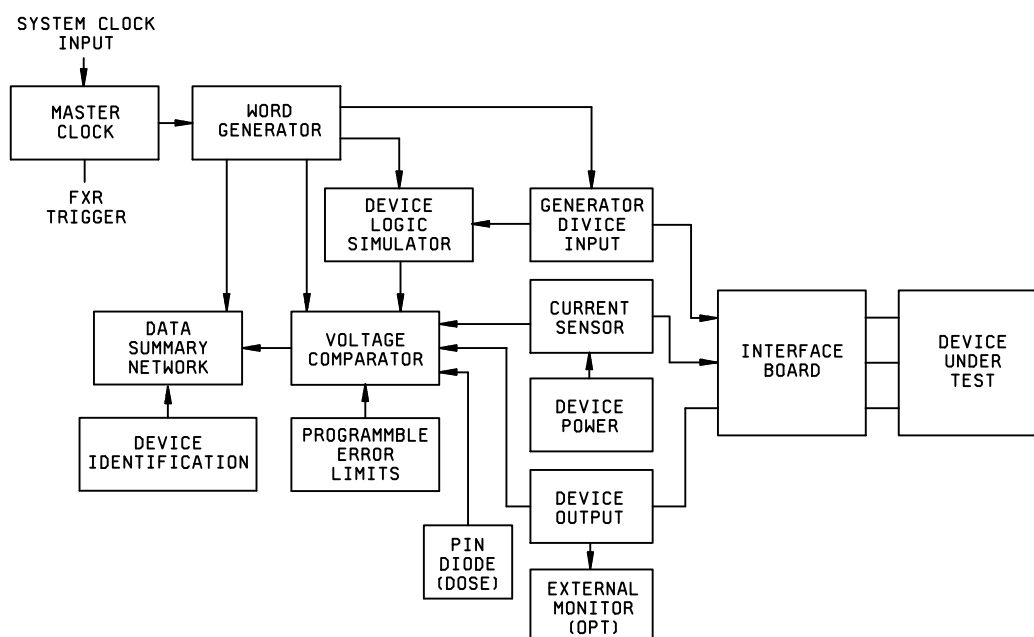 SYSTEM CLOCK
INPUT
MASTER
CLOCK
FXR
TRIGGER
WORD
GENERATOR
DEVICE
LOGIC
SIMULATOR
GENERATOR
DIVICE
INPUT
CURRENT
SENSOR
DEVICE
POWER
DATA
SUMMARY
NETWORK
VOLTAGE
COMPARATOR
INTERFACE
BOARD
DEVICE
UNDER
TEST
DEVICE
IDENTIFICATION
PROGRAMMBLE
ERROR
LIMITS
DEVICE
OUTPUT
PIN
DIODE
(DOSE)
EXTERNAL
MONITOR
(OPT)